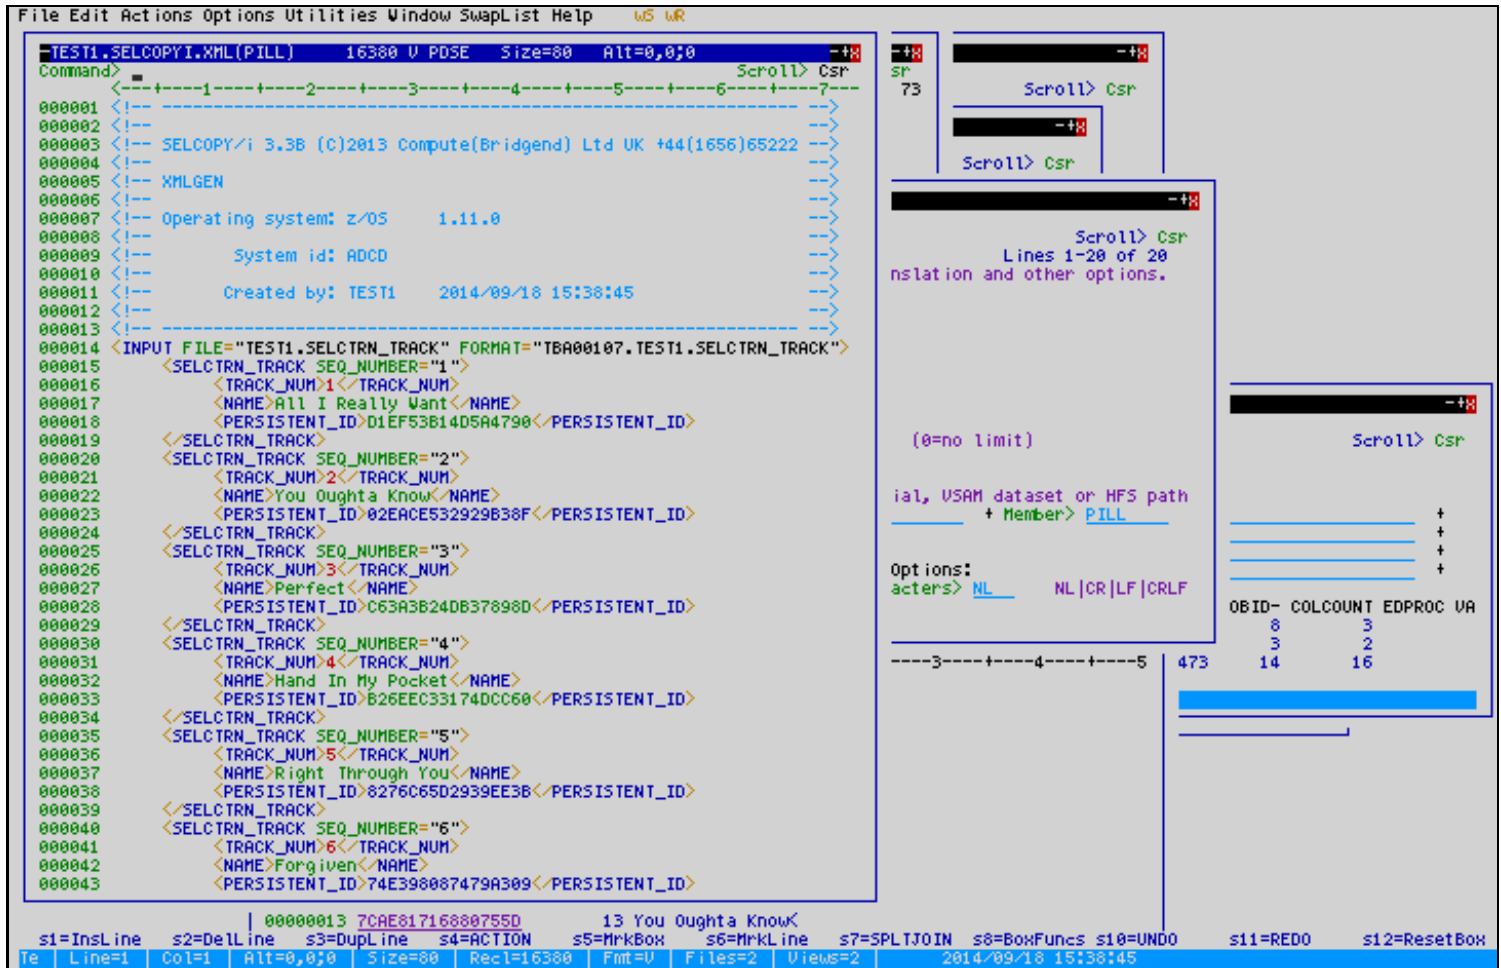 File Edit Actions Options Utilities Window SwapList Help wS wR
-TEST1.SELCOPYI.XML(PILL) 16380 V PDSE Size=80 Alt=0,0;0 -+x
Command> _ Scroll> Csr
<---+----1----+----2----+----3----+----4----+----5----+----6----+----7---
000001 <!-- -------------------------------------------------------------- -->
000002 <!-- -->
000003 <!-- SELCOPY/i 3.3B (C)2013 Compute(Bridgend) Ltd UK +44(1656)65222 -->
000004 <!-- -->
000005 <!-- XMLGEN -->
000006 <!-- -->
000007 <!-- Operating system: z/OS 1.11.0 -->
000008 <!-- -->
000009 <!-- System id: ADCD -->
000010 <!-- -->
000011 <!-- Created by: TEST1 2014/09/18 15:38:45 -->
000012 <!-- -->
000013 <!-- -------------------------------------------------------------- -->
000014 <INPUT FILE="TEST1.SELCTRN_TRACK" FORMAT="TBA00107.TEST1.SELCTRN_TRACK">
000015 <SELCTRN_TRACK SEQ_NUMBER="1">
000016 <TRACK_NUM>1</TRACK_NUM>
000017 <NAME>All I Really Want</NAME>
000018 <PERSISTENT_ID>D1EF53B14D5A4790</PERSISTENT_ID>
000019 </SELCTRN_TRACK>
000020 <SELCTRN_TRACK SEQ_NUMBER="2">
000021 <TRACK_NUM>2</TRACK_NUM>
000022 <NAME>You Oughta Know</NAME>
000023 <PERSISTENT_ID>02EACE532929B38F</PERSISTENT_ID>
000024 </SELCTRN_TRACK>
000025 <SELCTRN_TRACK SEQ_NUMBER="3">
000026 <TRACK_NUM>3</TRACK_NUM>
000027 <NAME>Perfect</NAME>
000028 <PERSISTENT_ID>C63A3B24DB37898D</PERSISTENT_ID>
000029 </SELCTRN_TRACK>
000030 <SELCTRN_TRACK SEQ_NUMBER="4">
000031 <TRACK_NUM>4</TRACK_NUM>
000032 <NAME>Hand In My Pocket</NAME>
000033 <PERSISTENT_ID>B26EEC33174DCC60</PERSISTENT_ID>
000034 </SELCTRN_TRACK>
000035 <SELCTRN_TRACK SEQ_NUMBER="5">
000036 <TRACK_NUM>5</TRACK_NUM>
000037 <NAME>Right Through You</NAME>
000038 <PERSISTENT_ID>8276C65D2939EE3B</PERSISTENT_ID>
000039 </SELCTRN_TRACK>
000040 <SELCTRN_TRACK SEQ_NUMBER="6">
000041 <TRACK_NUM>6</TRACK_NUM>
000042 <NAME>Forgiven</NAME>
000043 <PERSISTENT_ID>74E398087479A309</PERSISTENT_ID>
-+x
sr
73
-+x
Scroll> Csr
-+x
Scroll> Csr
-+x
Scroll> Csr
Lines 1-20 of 20
nslation and other options.
(0=no limit)
ial, VSAM dataset or HFS path
+ Member> PILL
Options:
acters> NL NL|CR|LF|CRLF
----3----+----4----+----5
-+x
Scroll> Csr
+
+
+
+
OBID- COLCOUNT EDPROC VA
8 3
3 2
473 14 16
00000013 7CAE81716880755D 13 You Oughta Know<
s1=InsLine s2=DelLine s3=DupLine s4=ACTION s5=MrkBox s6=MrkLine s7=SPLTJOIN s8=BoxFuncs s10=UNDO s11=REDO s12=ResetBox
Te | Line=1 | Col=1 | Alt=0,0;0 | Size=80 | Recl=16380 | Fmt=V | Files=2 | Views=2 | 2014/09/18 15:38:45